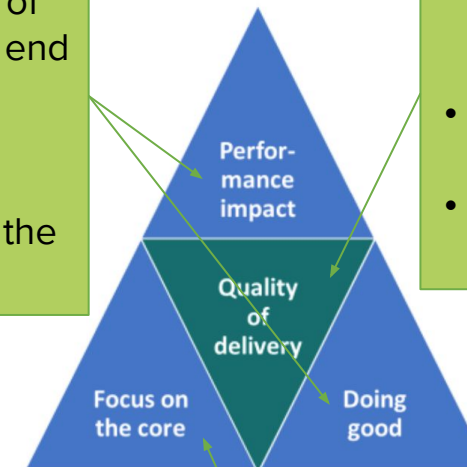 of
end
the
•
•
Perfor-
mance
impact
Quality
of
delivery
Focus on
the core
Doing
good